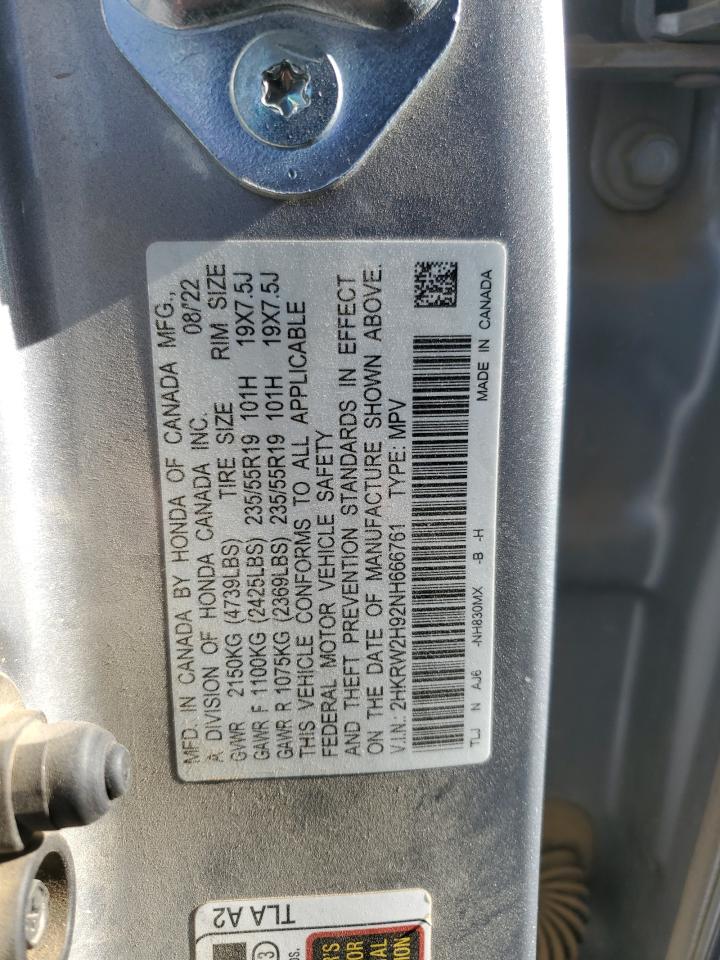 MFD. IN CANADA BY HONDA OF CANADA MFG.,
A DIVISION OF HONDA CANADA INC. 08/'22
GVWR 2150KG (4739LBS) TIRE SIZE RIM SIZE
GAWR F 1100KG (2425LBS) 235/55R19 101H 19X7.5J
GAWR R 1075KG (2369LBS) 235/55R19 101H 19X7.5J
THIS VEHICLE CONFORMS TO ALL APPLICABLE
FEDERAL MOTOR VEHICLE SAFETY
AND THEFT PREVENTION STANDARDS IN EFFECT
ON THE DATE OF MANUFACTURE SHOWN ABOVE.
V.I.N.: 2HKRW2H92NH666761 TYPE: MPV
TLJ N AJ6 -NH830MX -B -H
MADE IN CANADA
TLA A2